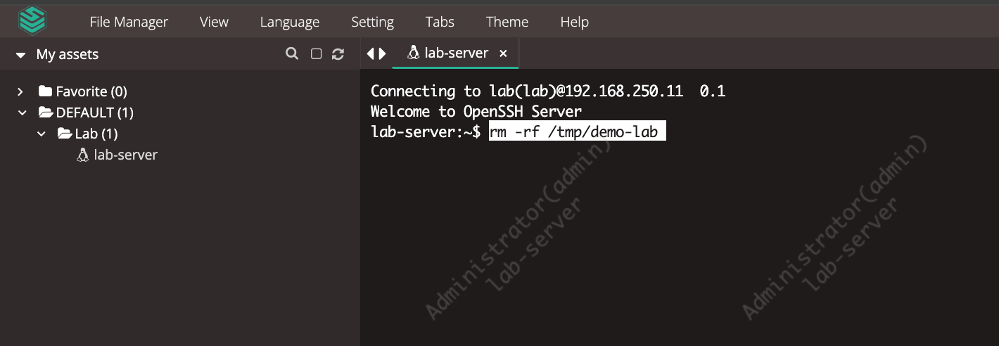 File Manager View Language Setting Tabs Theme Help
My assets
lab-server ×
Favorite (0)
DEFAULT (1)
Lab (1)
lab-server
Connecting to lab(lab)@192.168.250.11  0.1
Welcome to OpenSSH Server
lab-server:~$ rm -rf /tmp/demo-lab
Administrator(admin)
lab-server
Administrator(admin)
lab-server